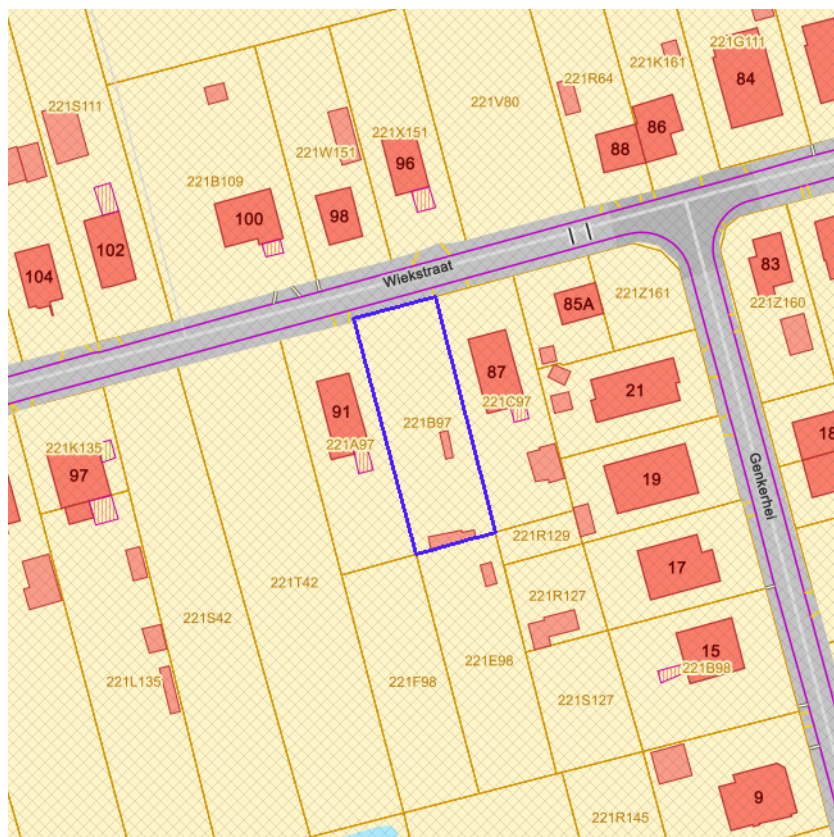 221G111
221K161
84
221R64
221V80
221S111
86
221X151
88
221W151
96
221B109
98
100
102
104
Wiekstraat
83
221Z161
85A
221Z160
87
21
221C97
91
221B97
221A97
18
221K135
97
19
Genkerhei
221R129
17
221T42
221R127
221S42
15
221E98
221B98
221L135
221F98
221S127
9
221R145